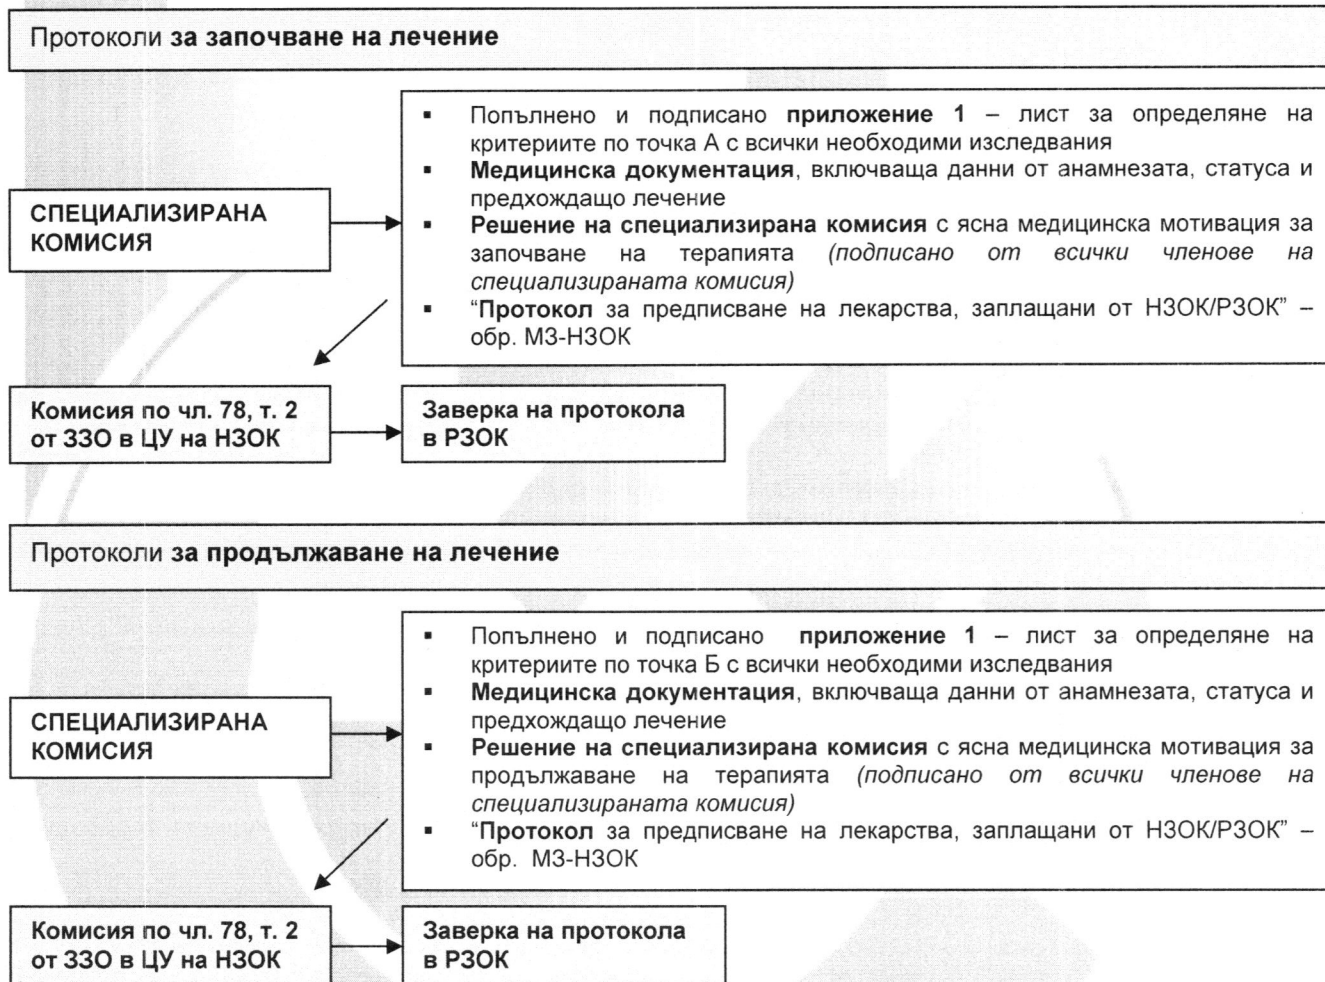 Протоколи за започване на лечение
СПЕЦИАЛИЗИРАНА
КОМИСИЯ
▪ Попълнено и подписано приложение 1 – лист за определяне на
критериите по точка А с всички необходими изследвания
▪ Медицинска документация, включваща данни от анамнезата, статуса и
предхождащо лечение
▪ Решение на специализирана комисия с ясна медицинска мотивация за
започване на терапията (подписано от всички членове на
специализираната комисия)
▪ “Протокол за предписване на лекарства, заплащани от НЗОК/РЗОК” –
обр. МЗ-НЗОК
Комисия по чл. 78, т. 2
от ЗЗО в ЦУ на НЗОК
Заверка на протокола
в РЗОК
Протоколи за продължаване на лечение
СПЕЦИАЛИЗИРАНА
КОМИСИЯ
▪ Попълнено и подписано приложение 1 – лист за определяне на
критериите по точка Б с всички необходими изследвания
▪ Медицинска документация, включваща данни от анамнезата, статуса и
предхождащо лечение
▪ Решение на специализирана комисия с ясна медицинска мотивация за
продължаване на терапията (подписано от всички членове на
специализираната комисия)
▪ “Протокол за предписване на лекарства, заплащани от НЗОК/РЗОК” –
обр. МЗ-НЗОК
Комисия по чл. 78, т. 2
от ЗЗО в ЦУ на НЗОК
Заверка на протокола
в РЗОК